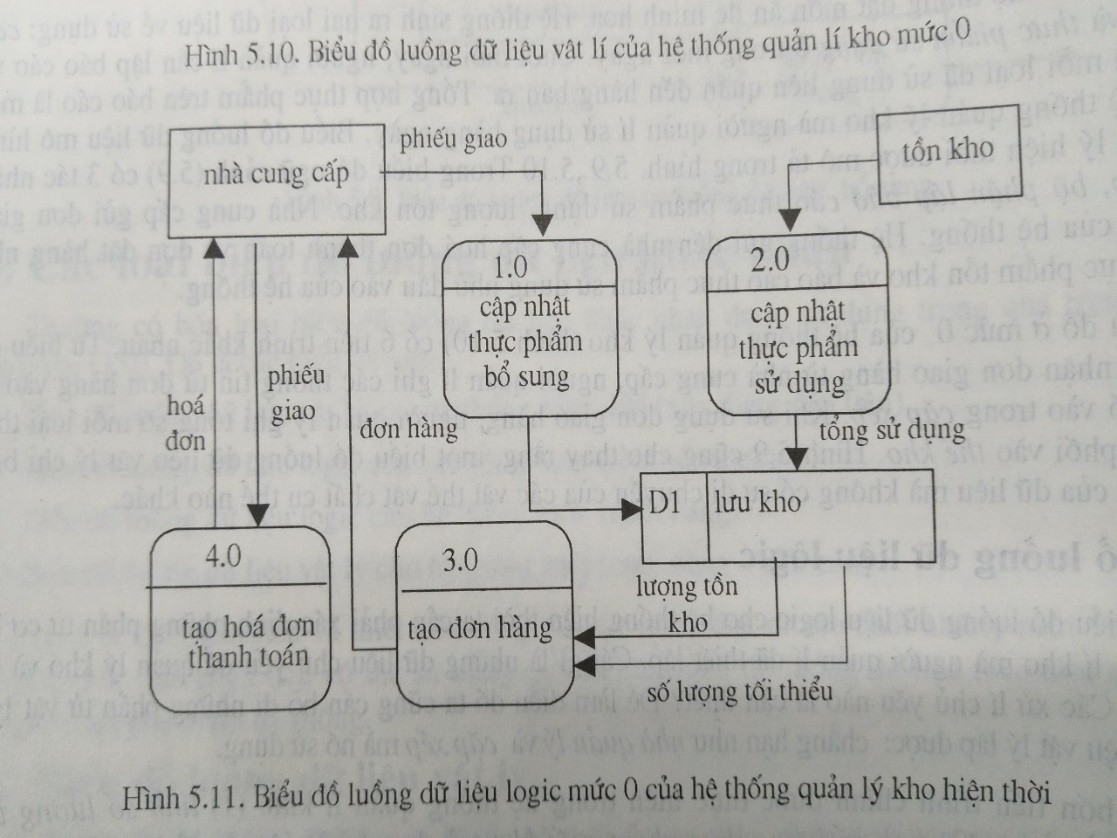 Hình 5.10. Biểu đồ luồng dữ liệu vât lí của hệ thống quản lí kho mức 0
nhà cung cấp
phiếu giao
tồn kho
1.0
cập nhật
thực phẩm
bổ sung
2.0
cập nhật
thực phẩm
sử dụng
hoá
đơn
phiếu
giao
đơn hàng
tổng sử dụng
D1 lưu kho
4.0
tạo hoá đơn
thanh toán
3.0
tạo đơn hàng
lượng tồn
kho
số lượng tối thiểu
Hình 5.11. Biểu đồ luồng dữ liệu logic mức 0 của hệ thống quản lý kho hiện thời